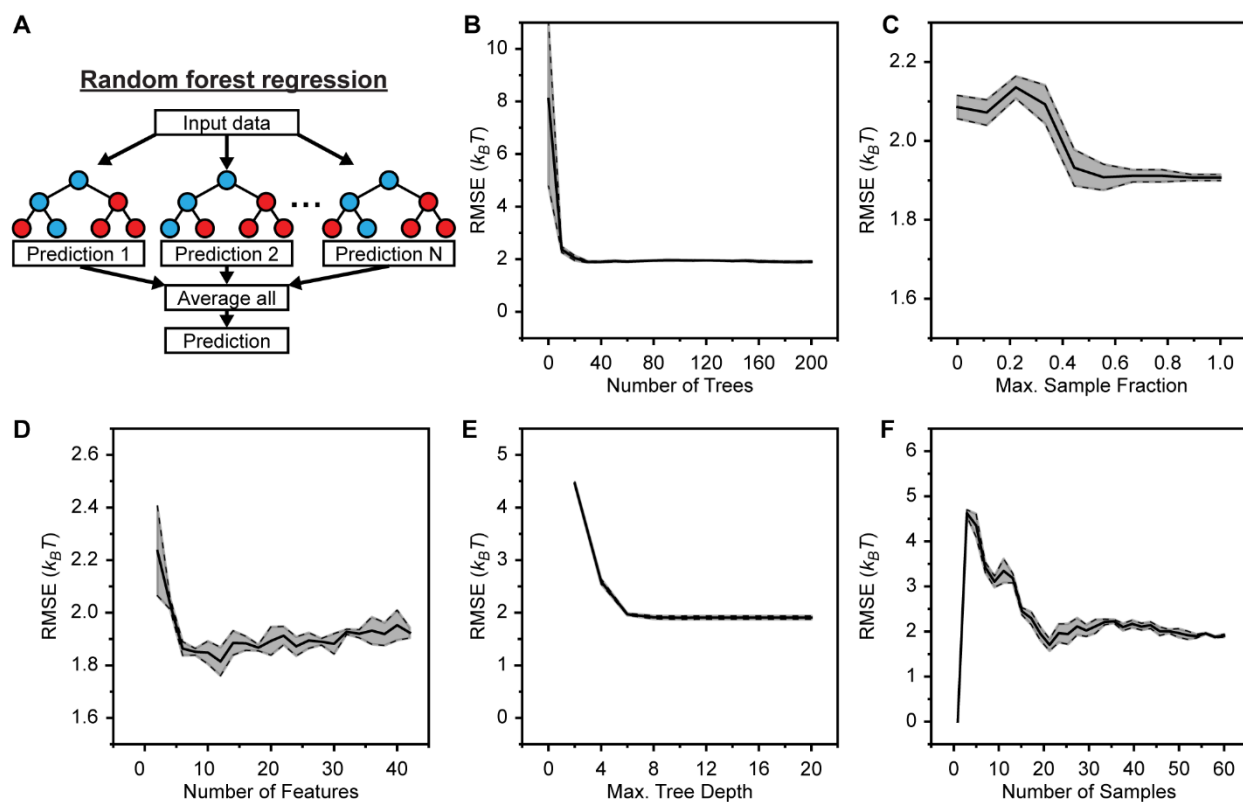 A
Random forest regression
Input data
...
Prediction 1
Prediction 2
Prediction N
Average all
Prediction
B
RMSE (kBT)
10
8
6
4
2
0
0 40 80 120 160 200
Number of Trees
C
RMSE (kBT)
2.2
2.1
2.0
1.9
1.8
1.6
0 0.2 0.4 0.6 0.8 1.0
Max. Sample Fraction
D
RMSE (kBT)
2.6
2.4
2.2
2.0
1.8
1.6
0 10 20 30 40
Number of Features
E
RMSE (kBT)
5
4
3
2
1
0
0 4 8 12 16 20
Max. Tree Depth
F
RMSE (kBT)
6
5
4
3
2
1
0
0 10 20 30 40 50 60
Number of Samples